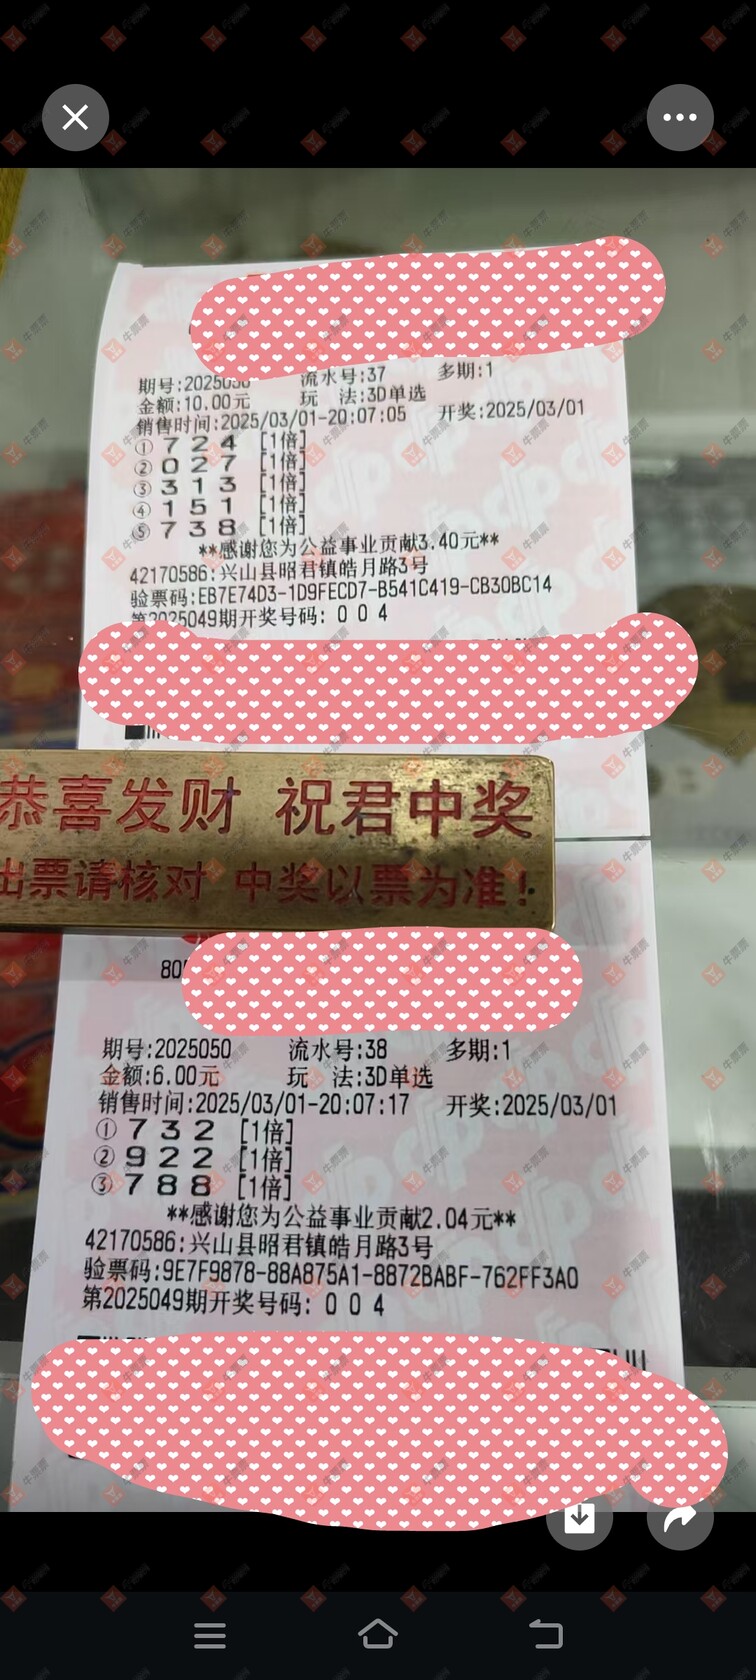 期号:2025050 流水号:37 多期:1
金额:10.00元 玩 法:3D单选
销售时间:2025/03/01-20:07:05 开奖:2025/03/01
① 7 2 4 [1倍]
② 0 2 7 [1倍]
③ 3 1 3 [1倍]
④ 1 5 1 [1倍]
⑤ 7 3 8 [1倍]
**感谢您为公益事业贡献3.40元**
42170586:兴山县昭君镇皓月路3号
验票码:EB7E74D3-1D9FECD7-B541C419-CB30BC14
第2025049期开奖号码: 0 0 4
恭喜发财 祝君中奖
出票请核对 中奖以票为准!
期号:2025050 流水号:38 多期:1
金额:6.00元 玩 法:3D单选
销售时间:2025/03/01-20:07:17 开奖:2025/03/01
① 7 3 2 [1倍]
② 9 2 2 [1倍]
③ 7 8 8 [1倍]
**感谢您为公益事业贡献2.04元**
42170586:兴山县昭君镇皓月路3号
验票码:9E7F9878-88A875A1-8872BABF-762FF3A0
第2025049期开奖号码: 0 0 4
牛票票